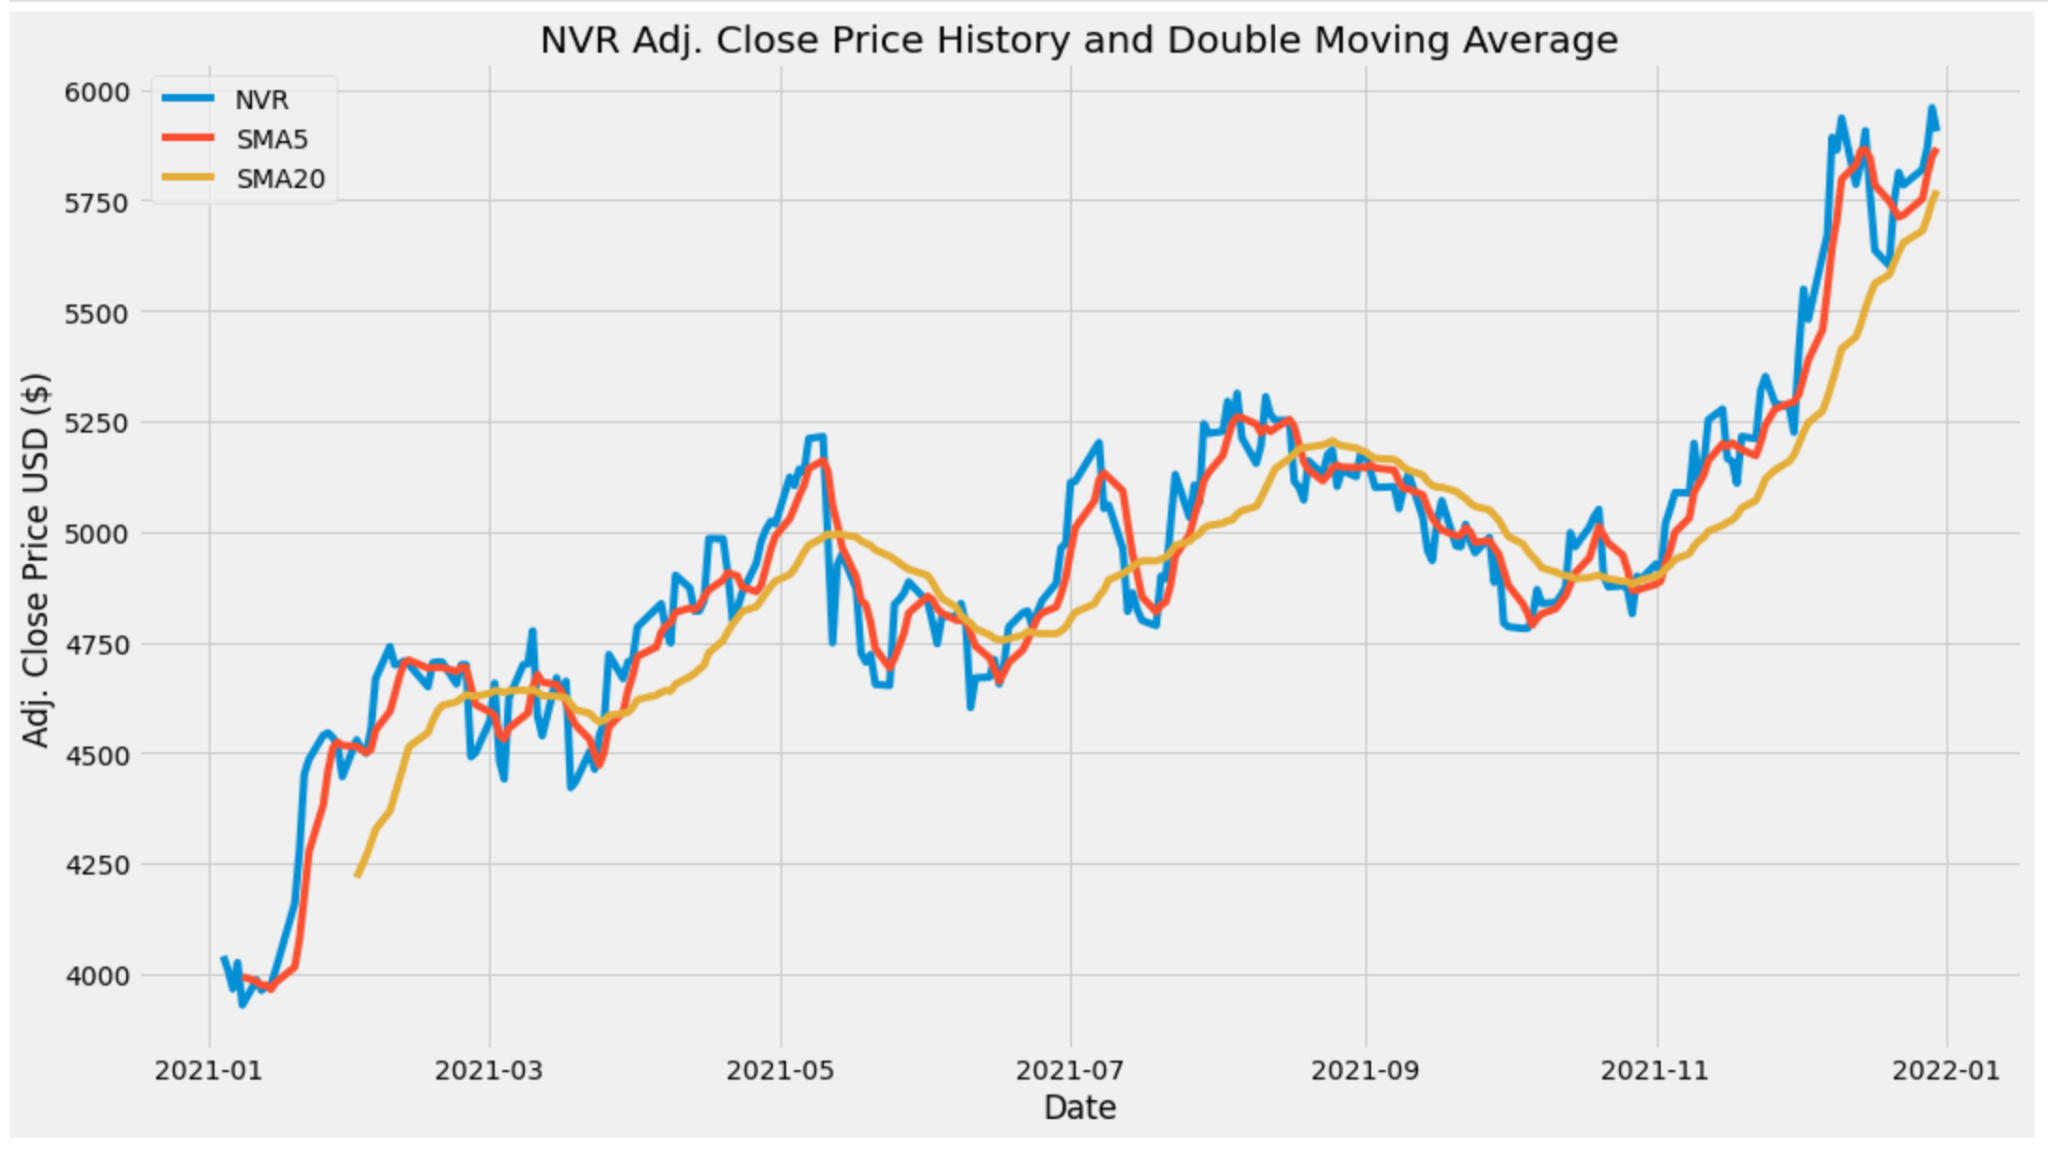 NVR Adj. Close Price History and Double Moving Average
NVR
SMA5
SMA20
Adj. Close Price USD ($)
6000
5750
5500
5250
5000
4750
4500
4250
4000
2021-01 2021-03 2021-05 2021-07 2021-09 2021-11 2022-01
Date